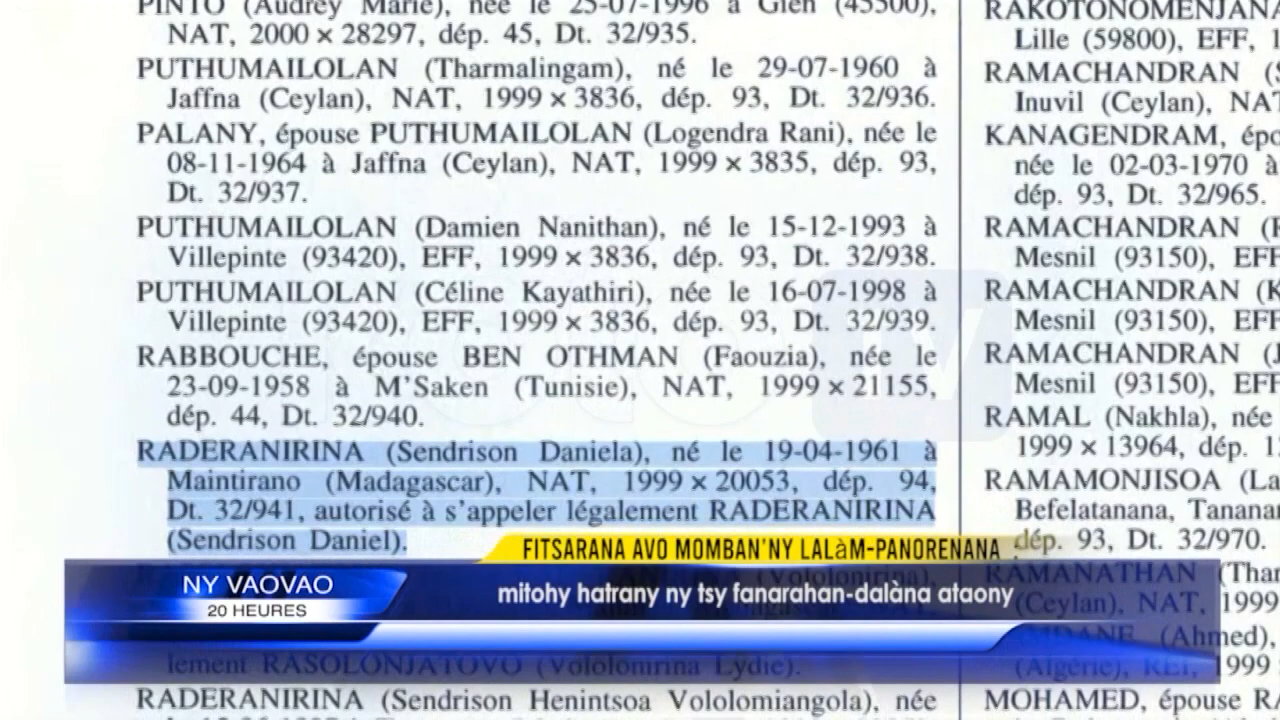 PINTO (Audrey Marie), née le 25-07-1996 à Gien (45500),
NAT, 2000 × 28297, dép. 45, Dt. 32/935.
PUTHUMAILOLAN (Tharmalingam), né le 29-07-1960 à
Jaffna (Ceylan), NAT, 1999 × 3836, dép. 93, Dt. 32/936.
PALANY, épouse PUTHUMAILOLAN (Logendra Rani), née le
08-11-1964 à Jaffna (Ceylan), NAT, 1999 × 3835, dép. 93,
Dt. 32/937.
PUTHUMAILOLAN (Damien Nanithan), né le 15-12-1993 à
Villepinte (93420), EFF, 1999 × 3836, dép. 93, Dt. 32/938.
PUTHUMAILOLAN (Céline Kayathiri), née le 16-07-1998 à
Villepinte (93420), EFF, 1999 × 3836, dép. 93, Dt. 32/939.
RABBOUCHE, épouse BEN OTHMAN (Faouzia), née le
23-09-1958 à M'Saken (Tunisie), NAT, 1999 × 21155,
dép. 44, Dt. 32/940.
RADERANIRINA (Sendrison Daniela), né le 19-04-1961 à
Maintirano (Madagascar), NAT, 1999 × 20053, dép. 94,
Dt. 32/941, autorisé à s'appeler légalement RADERANIRINA
(Sendrison Daniel).
lement RASOLONJATOVO (Vololomrina Lydie).
RADERANIRINA (Sendrison Henintsoa Vololomiangola), née
RAKOTONOMENJANA
Lille (59800), EFF, 1
RAMACHANDRAN (S
Inuvil (Ceylan), NAT
KANAGENDRAM, épo
née le 02-03-1970 à
dép. 93, Dt. 32/965.
RAMACHANDRAN (
Mesnil (93150), EFF
RAMACHANDRAN (K
Mesnil (93150), EFF
RAMACHANDRAN (
Mesnil (93150), EFF
RAMAL (Nakhla), née
1999 × 13964, dép. 1
RAMAMONJISOA (La
Befelatanana, Tananar
dép. 93, Dt. 32/970.
RAMANATHAN (Thar
(Ceylan), NAT, 1999
(Ahmed),
(Algérie), REI, 1999
MOHAMED, épouse RA
FITSARANA AVO MOMBAN'NY LALàM-PANORENANA
NY VAOVAO
20 HEURES
mitohy hatrany ny tsy fanarahan-dalàna ataony
TV